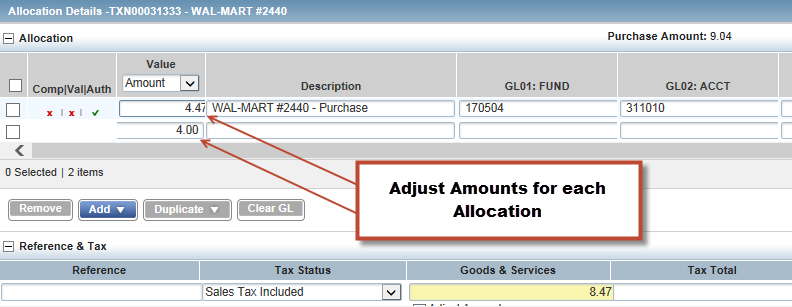 Allocation Details -TXN00031333 - WAL-MART #2440
Allocation
Purchase Amount: 9.04
Value
Comp|Val|Auth
Amount
Description
GL01: FUND
GL02: ACCT
x | x | ✓
4.47
WAL-MART #2440 - Purchase
170504
311010
4.00
0 Selected | 2 items
Remove
Add
Duplicate
Clear GL
Adjust Amounts for each
Allocation
Reference & Tax
Reference
Tax Status
Goods & Services
Tax Total
Sales Tax Included
8.47